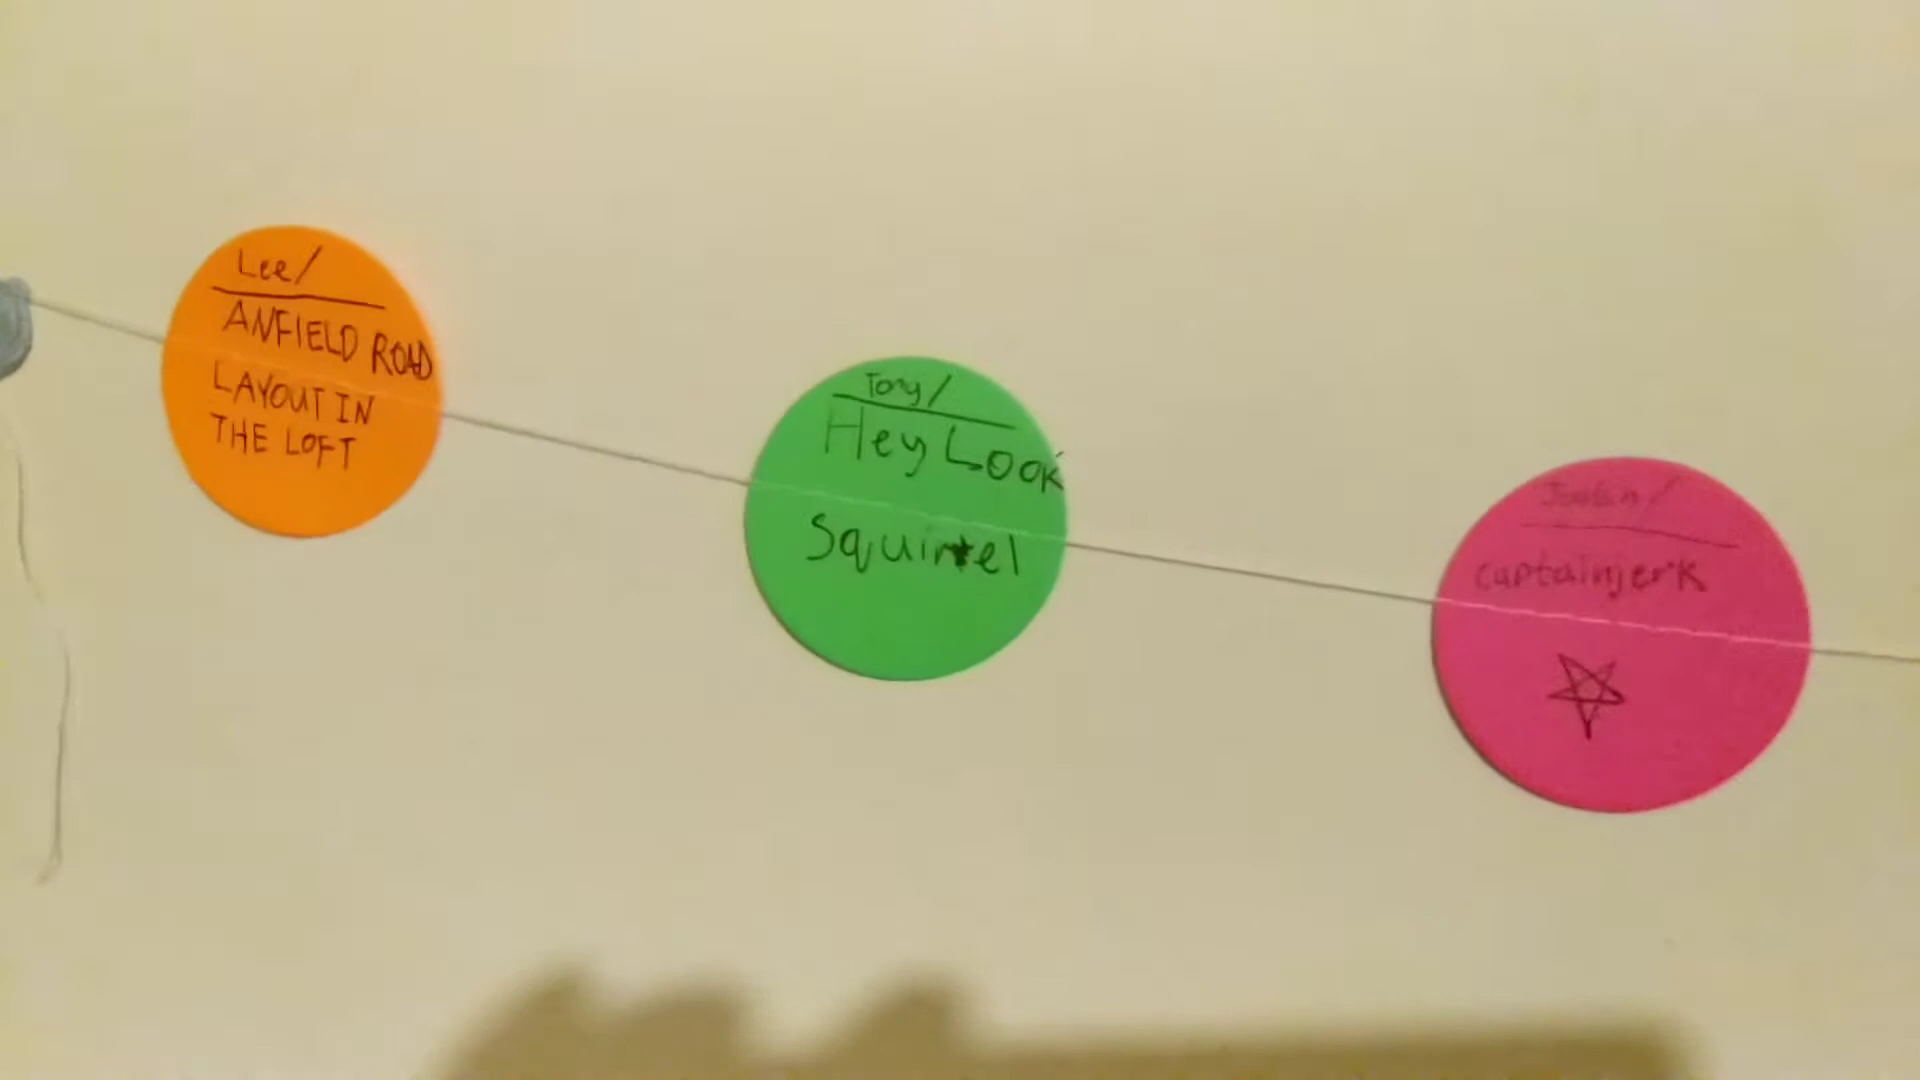 Lee/
ANFIELD ROAD
LAYOUT IN
THE LOFT
Tony/
Hey Look
Squirrel
captainjerk